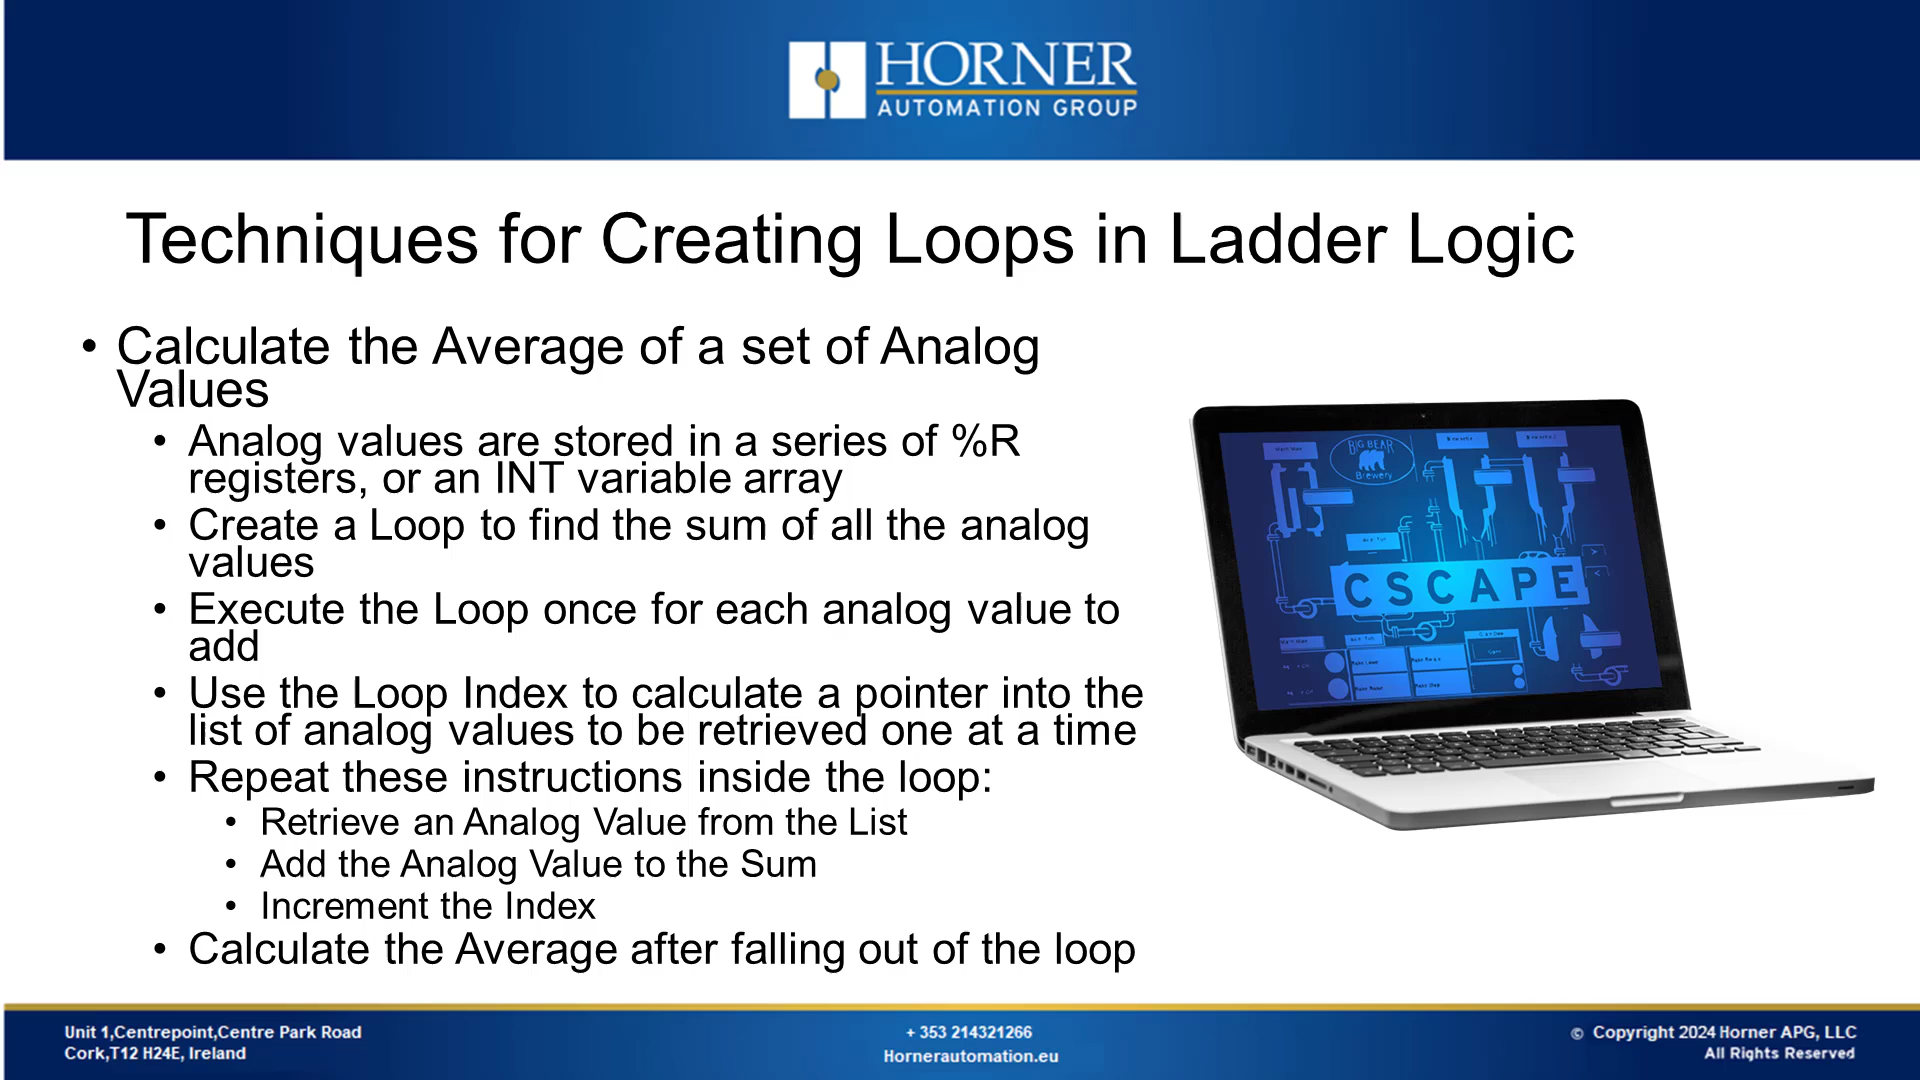 HORNER
AUTOMATION GROUP
Techniques for Creating Loops in Ladder Logic
• Calculate the Average of a set of Analog
Values
• Analog values are stored in a series of %R
registers, or an INT variable array
• Create a Loop to find the sum of all the analog
values
• Execute the Loop once for each analog value to
add
• Use the Loop Index to calculate a pointer into the
list of analog values to be retrieved one at a time
• Repeat these instructions inside the loop:
• Retrieve an Analog Value from the List
• Add the Analog Value to the Sum
• Increment the Index
• Calculate the Average after falling out of the loop
BIG BEAR
Brewery
CSCAPE
Unit 1,Centrepoint,Centre Park Road
Cork,T12 H24E, Ireland
+ 353 214321266
Hornerautomation.eu
© Copyright 2024 Horner APG, LLC
All Rights Reserved